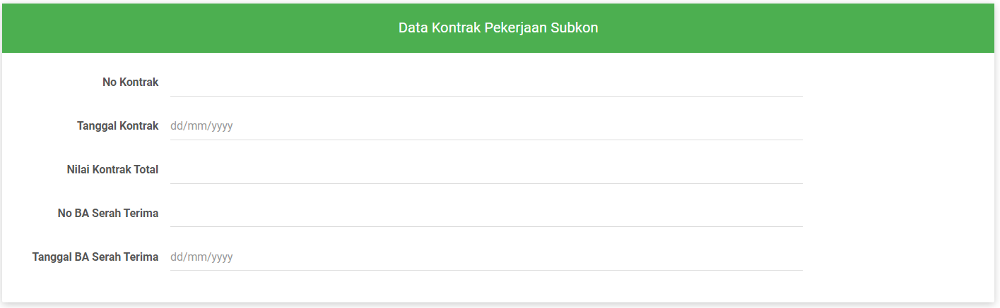 Data Kontrak Pekerjaan Subkon
No Kontrak
Tanggal Kontrak dd/mm/yyyy
Nilai Kontrak Total
No BA Serah Terima
Tanggal BA Serah Terima dd/mm/yyyy